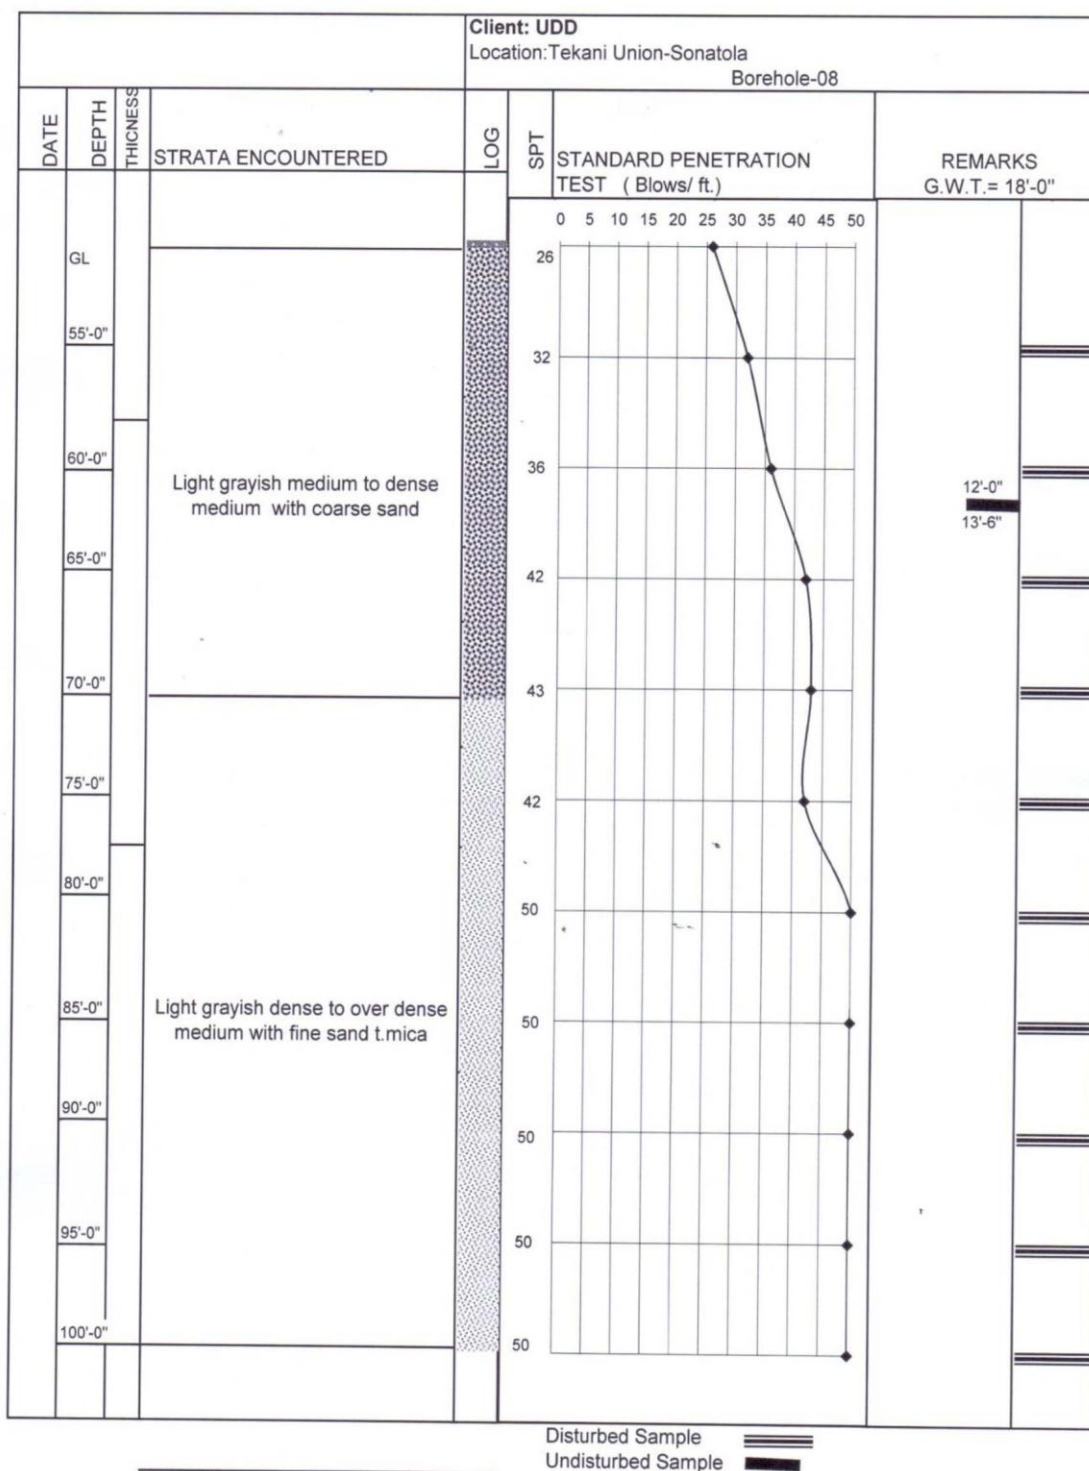 Client: UDD
Location:Tekani Union-Sonatola
Borehole-08
DATE
DEPTH
THICNESS
STRATA ENCOUNTERED
LOG
SPT
STANDARD PENETRATION
TEST ( Blows/ ft.)
REMARKS
G.W.T.= 18'-0"
0 5 10 15 20 25 30 35 40 45 50
GL
26
55'-0"
32
60'-0"
36
Light grayish medium to dense
medium with coarse sand
12'-0"
13'-6"
65'-0"
42
70'-0"
43
75'-0"
42
80'-0"
50
85'-0"
Light grayish dense to over dense
medium with fine sand t.mica
50
90'-0"
50
95'-0"
50
100'-0"
50
Disturbed Sample
Undisturbed Sample